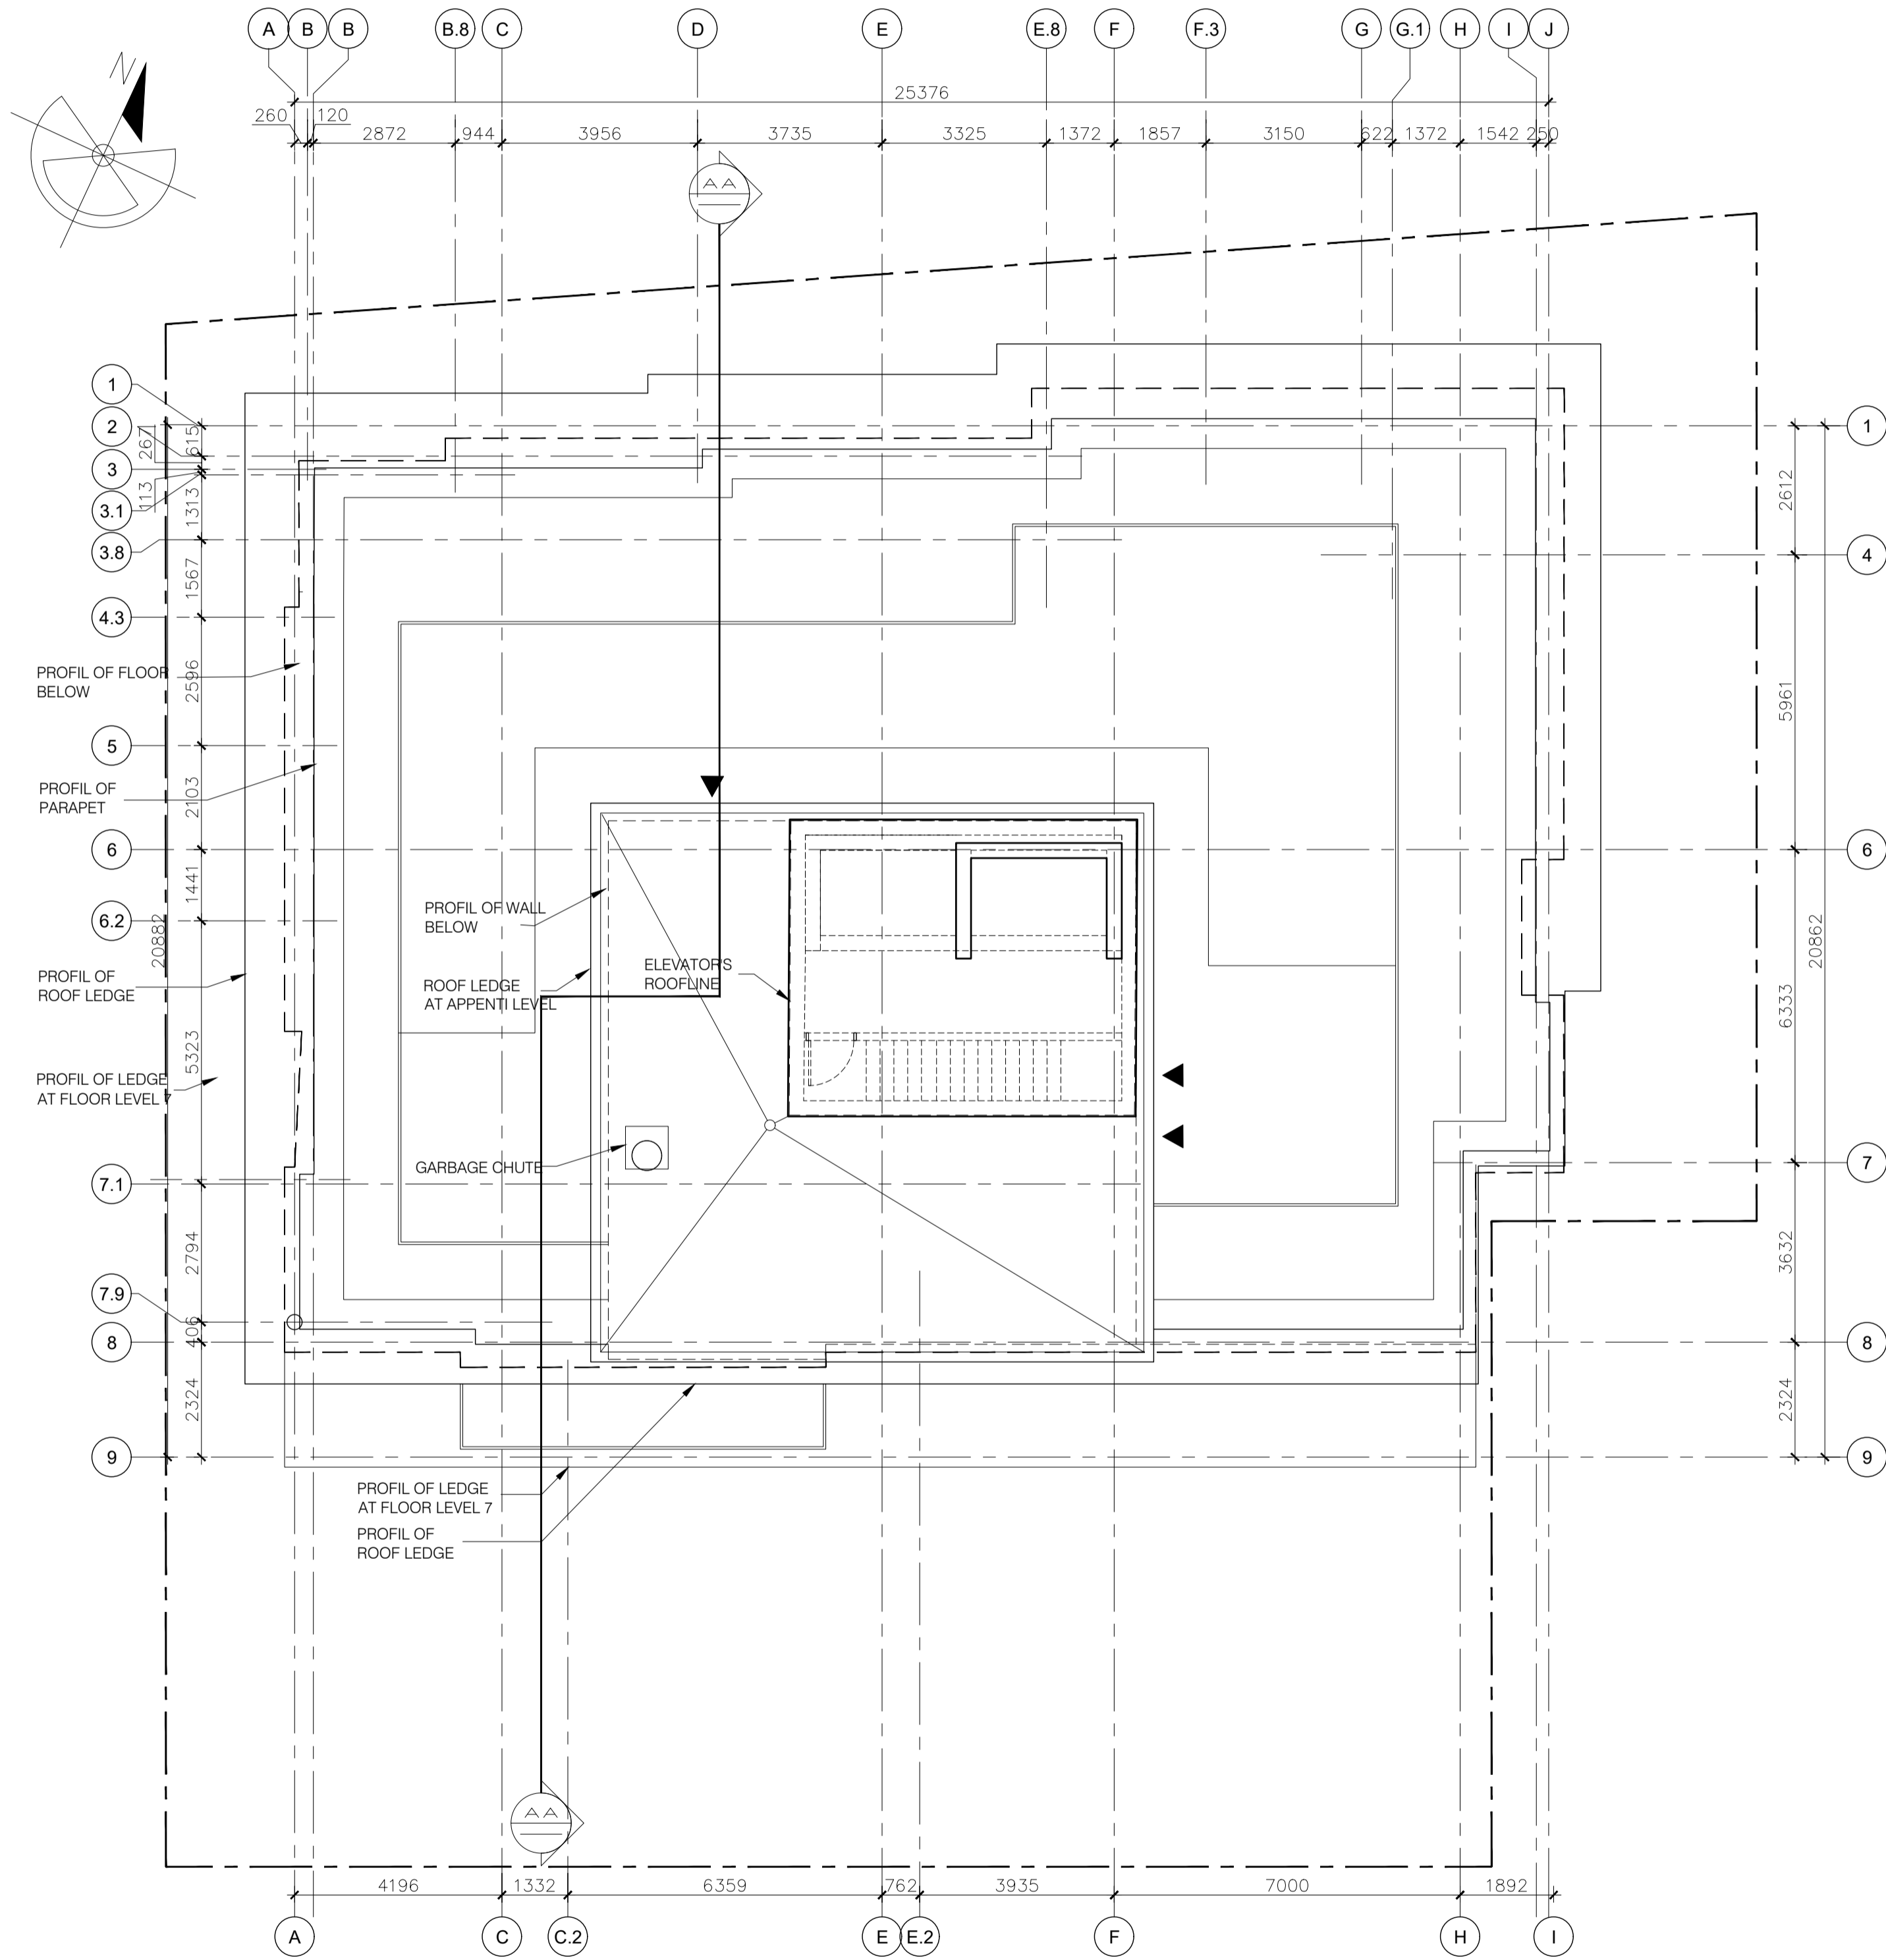 A B B B.8 C D E E.8 F F.3 G G.1 H I J
N
25376
260 120 2872 944 3956 3735 3325 1372 1857 3150 622 1372 1542 250
A A
1
2
3
3.1
3.8
4.3
5
6
6.2
7.1
7.9
8
9
267
615
113
1313
1567
2596
2103
1441
20882
5323
2794
406
2324
PROFIL OF FLOOR
BELOW
PROFIL OF
PARAPET
PROFIL OF
ROOF LEDGE
PROFIL OF LEDGE
AT FLOOR LEVEL 7
PROFIL OF WALL
BELOW
ROOF LEDGE
AT APPENTI LEVEL
ELEVATOR'S
ROOFLINE
GARBAGE CHUTE
PROFIL OF LEDGE
AT FLOOR LEVEL 7
PROFIL OF
ROOF LEDGE
1
4
6
7
8
9
2612
5961
20862
6333
3632
2324
A A
4196 1332 6359 762 3935 7000 1892
A C C.2 E E.2 F H I